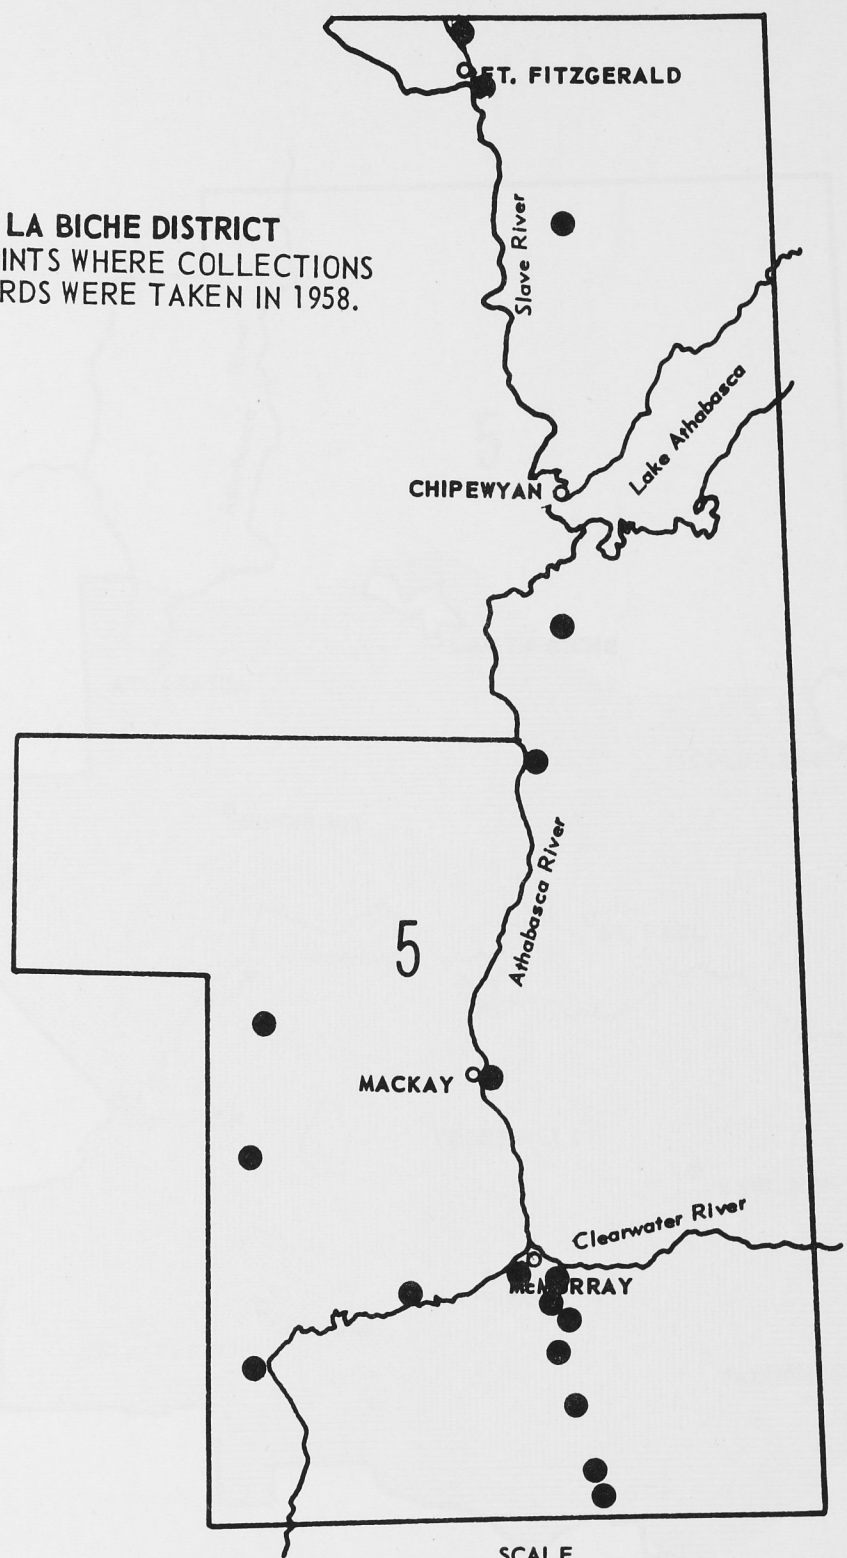 FT. FITZGERALD
LA BICHE DISTRICT
INTS WHERE COLLECTIONS
RDS WERE TAKEN IN 1958.
Slave River
Lake Athabasca
CHIPEWYAN
Athabasca River
5
MACKAY
Clearwater River
McMURRAY
SCALE